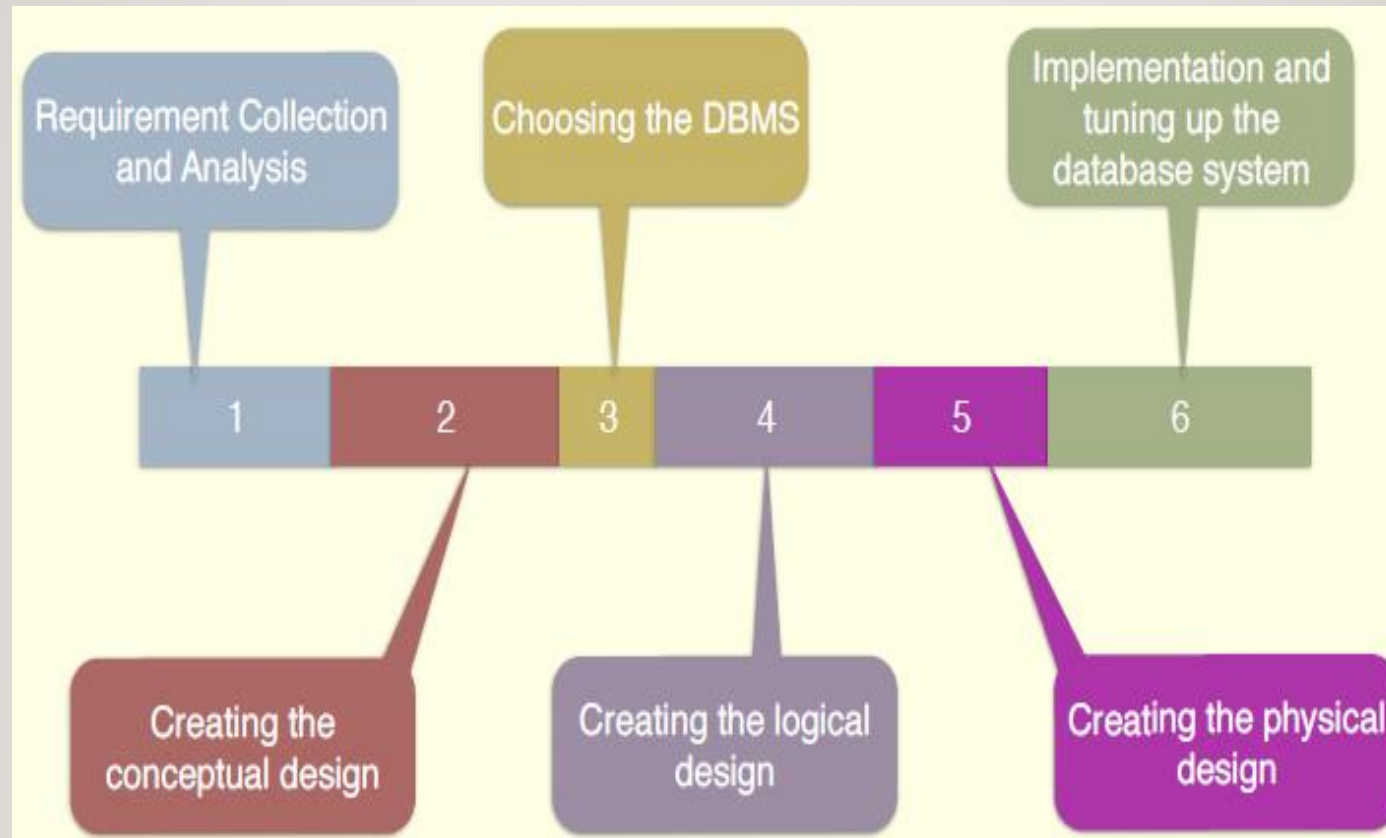 Requirement Collection
and Analysis
Choosing the DBMS
Implementation and
tuning up the
database system
1
2
3
4
5
6
Creating the
conceptual design
Creating the logical
design
Creating the physical
design